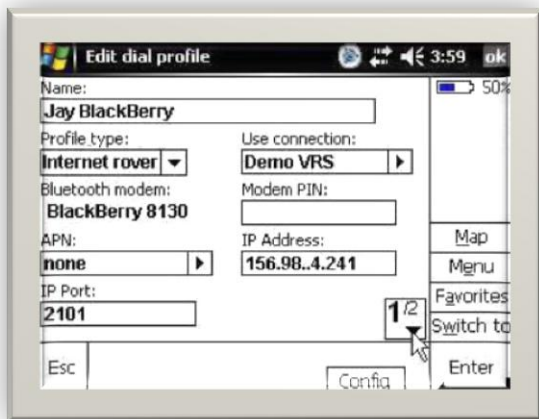 Edit dial profile 3:59 ok
Name: 50%
Jay BlackBerry
Profile type: Use connection:
Internet rover Demo VRS
Bluetooth modem: Modem PIN:
BlackBerry 8130
APN: IP Address: Map
none 156.98..4.241 Menu
IP Port: Favorites
2101 1/2 Switch to
Esc Config Enter